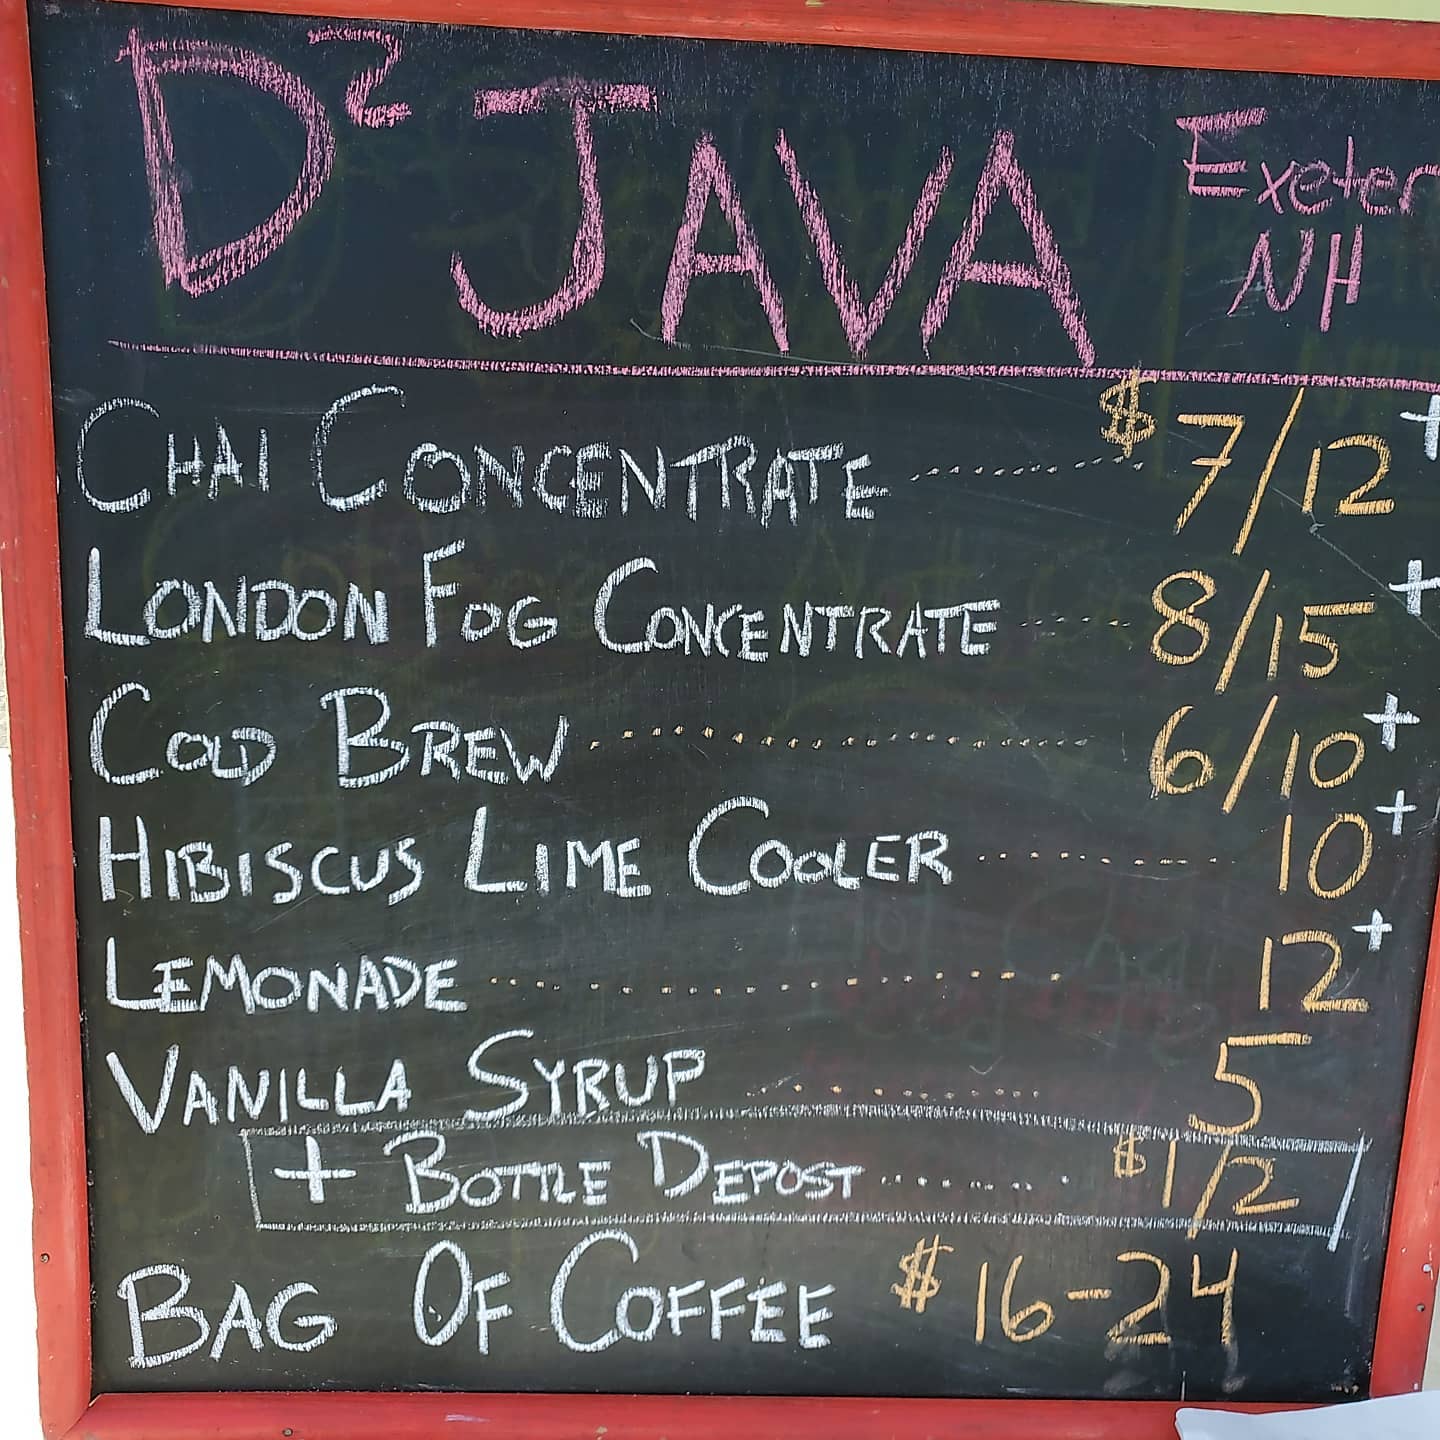 D² JAVA Exeter NH
CHAI CONCENTRATE ........ $7/12+
LONDON FOG CONCENTRATE ...... 8/15+
COLD BREW .................. 6/10+
HIBISCUS LIME COOLER ........... 10+
LEMONADE .............. 12+
VANILLA SYRUP ......... 5
+ BOTTLE DEPOST ........ $1/2
BAG OF COFFEE $16-24